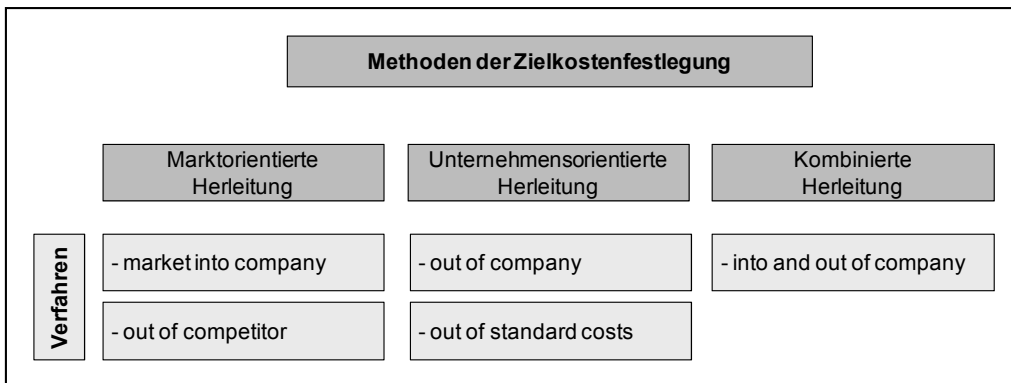 Methoden der Zielkostenfestlegung
Marktorientierte
Herleitung
Unternehmensorientierte
Herleitung
Kombinierte
Herleitung
Verfahren
- market into company
- out of company
- into and out of company
- out of competitor
- out of standard costs